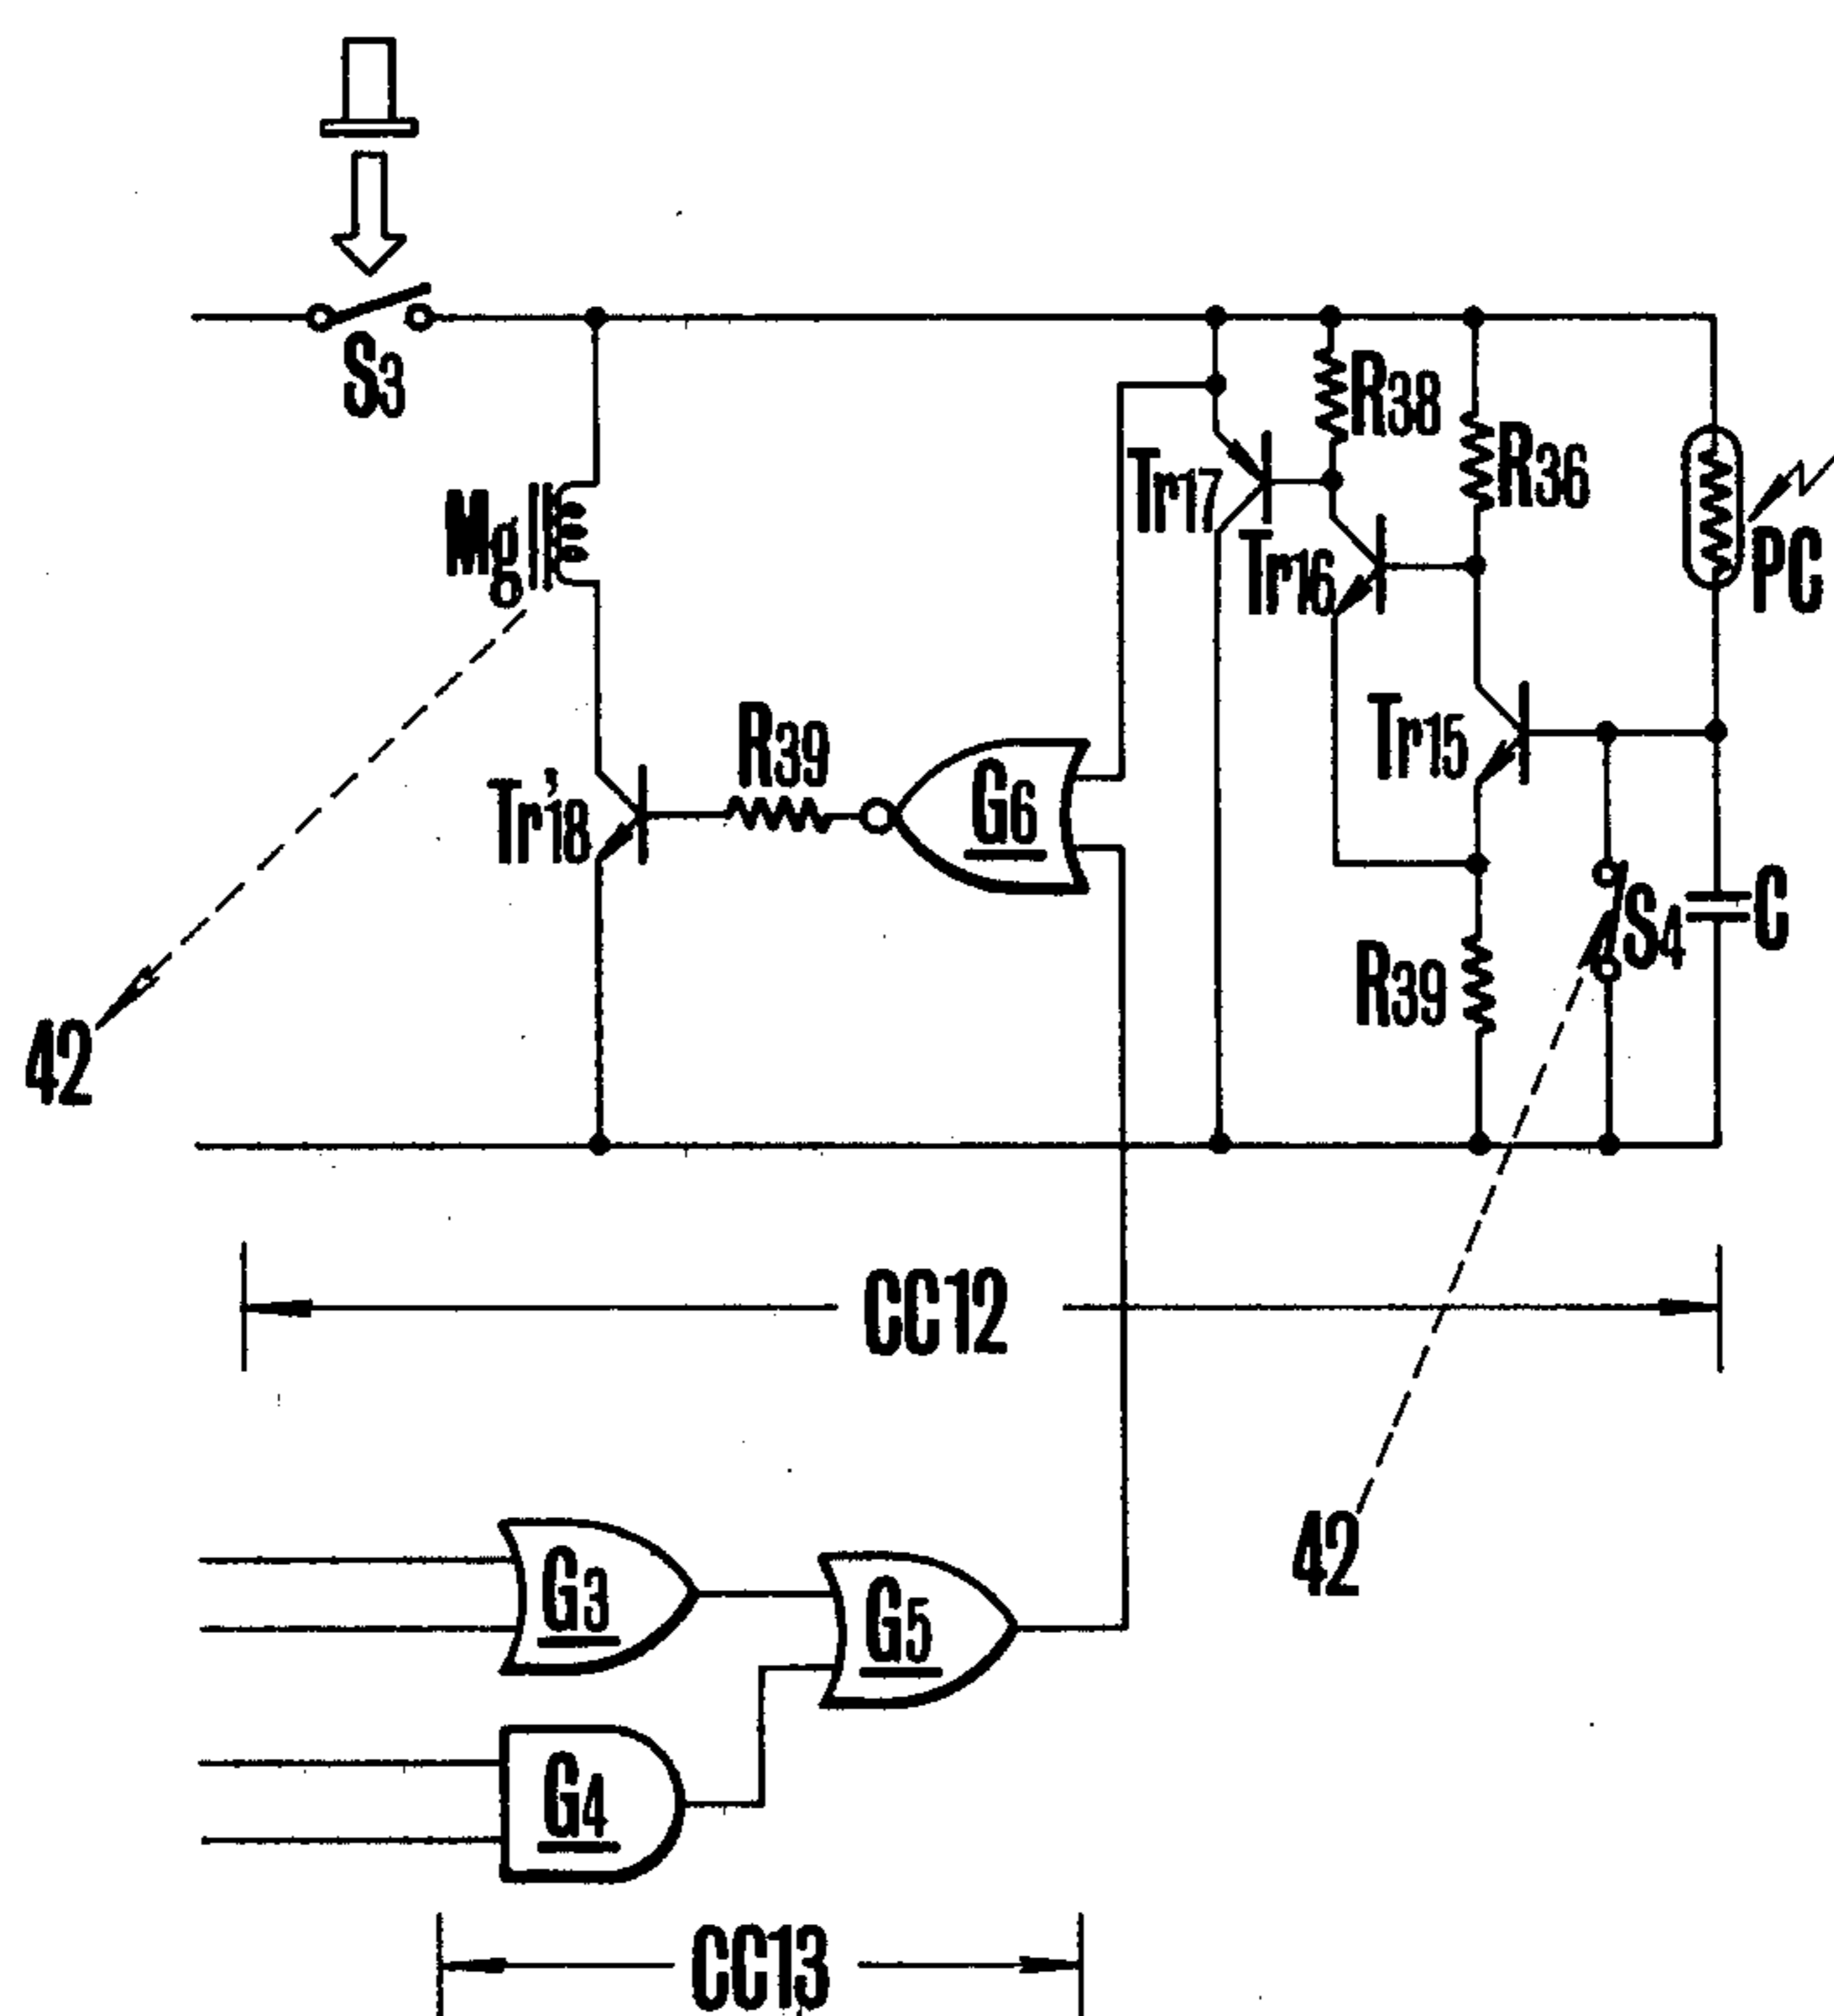 S3
R38
R36
Tr17
Mg
Tr16
PC
R39
Tr15
G6
Tr'18
S4
C
R39
42
CC12
42
G3
G5
G4
CC13